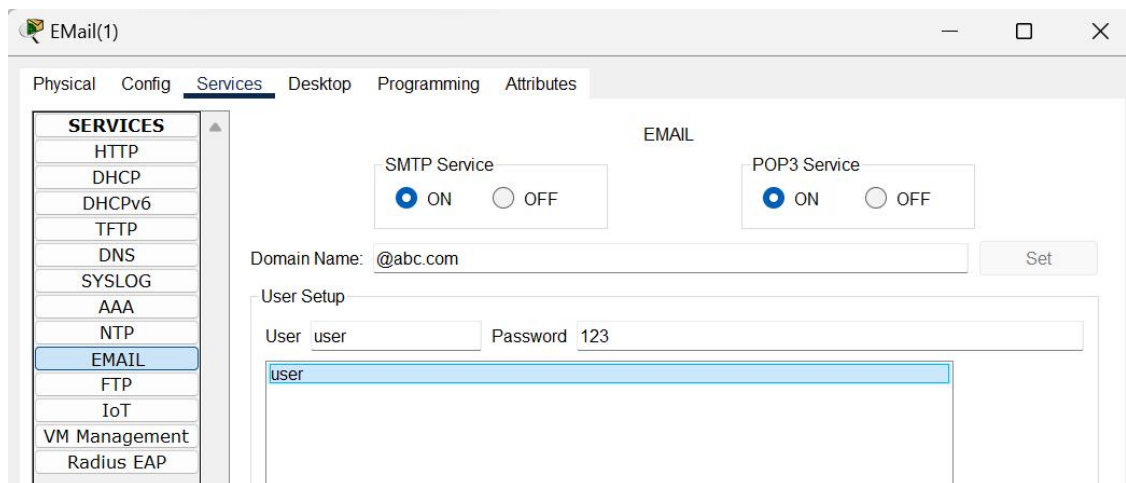 EMail(1)
Physical Config Services Desktop Programming Attributes
SERVICES
HTTP
DHCP
DHCPv6
TFTP
DNS
SYSLOG
AAA
NTP
EMAIL
FTP
IoT
VM Management
Radius EAP
EMAIL
SMTP Service
ON OFF
POP3 Service
ON OFF
Domain Name: @abc.com Set
User Setup
User user Password 123
user